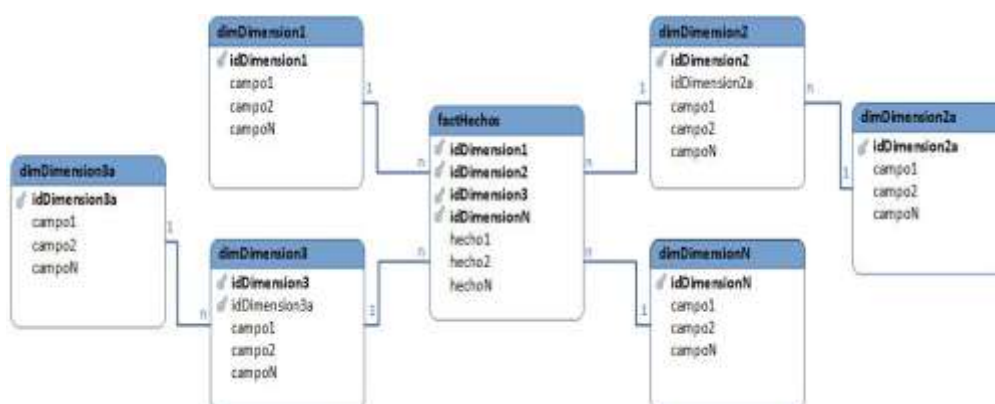 dimDimension1
idDimension1
campo1
campo2
campoN
1
n
dimDimension2
idDimension2
idDimension2a
campo1
campo2
campoN
1
n
n
1
factHechos
idDimension1
idDimension2
idDimension3
idDimensionN
hecho1
hecho2
hechoN
dimDimension2a
idDimension2a
campo1
campo2
campoN
dimDimension3a
idDimension3a
campo1
campo2
campoN
1
n
dimDimension3
idDimension3
idDimension3a
campo1
campo2
campoN
1
n
dimDimensionN
idDimensionN
campo1
campo2
campoN
n
1